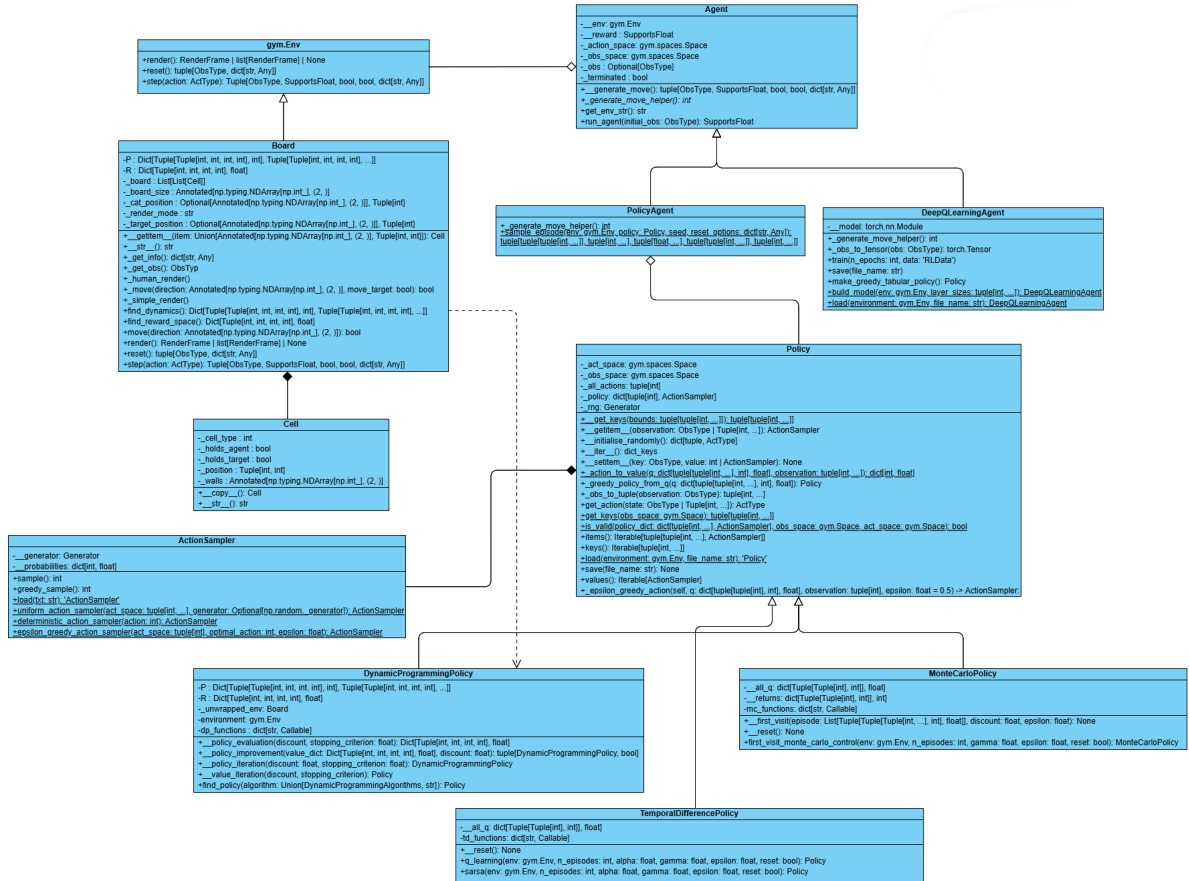 Agent
-__env: gym.Env
-__reward : SupportsFloat
-_action_space: gym.spaces.Space
-_obs_space: gym.spaces.Space
-_obs : Optional[ObsType]
-_terminated : bool
+__generate_move(): tuple[ObsType, SupportsFloat, bool, bool, dict[str, Any]]
+_generate_move_helper(): int
+get_env_str(): str
+run_agent(initial_obs: ObsType): SupportsFloat
gym.Env
+render(): RenderFrame | list[RenderFrame] | None
+reset(): tuple[ObsType, dict[str, Any]]
+step(action: ActType): Tuple[ObsType, SupportsFloat, bool, bool, dict[str, Any]]
Board
-P : Dict[Tuple[Tuple[int, int, int, int], int], Tuple[Tuple[int, int, int, int], ...]]
-R : Dict[Tuple[int, int, int, int], float]
-_board : List[List[Cell]]
-_board_size : Annotated[np.typing.NDArray[np.int_], (2, )]
-_cat_position : Optional[Annotated[np.typing.NDArray[np.int_], (2, )]], Tuple[int]
-_render_mode : str
-_target_position : Optional[Annotated[np.typing.NDArray[np.int_], (2, )]], Tuple[int]
+__getitem__(item: Union[Annotated[np.typing.NDArray[np.int_], (2, )], Tuple[int, int]]): Cell
+__str__(): str
+_get_info(): dict[str, Any]
+_get_obs(): ObsTyp
+_human_render()
+_move(direction: Annotated[np.typing.NDArray[np.int_], (2, )], move_target: bool): bool
+_simple_render()
+find_dynamics(): Dict[Tuple[Tuple[int, int, int, int], int], Tuple[Tuple[int, int, int, int], ...]]
+find_reward_space(): Dict[Tuple[int, int, int, int], float]
+move(direction: Annotated[np.typing.NDArray[np.int_], (2, )]): bool
+render(): RenderFrame | list[RenderFrame] | None
+reset(): tuple[ObsType, dict[str, Any]]
+step(action: ActType): Tuple[ObsType, SupportsFloat, bool, bool, dict[str, Any]]
PolicyAgent
+_generate_move_helper(): int
+sample_episode(env: gym.Env, policy: Policy, seed, reset_options: dict[str, Any]):
tuple[tuple[tuple[int, ...]], tuple[int, ...], tuple[float, ...], tuple[tuple[int, ...]], tuple[int, ...]]
DeepQLearningAgent
-__model: torch.nn.Module
+_generate_move_helper(): int
+_obs_to_tensor(obs: ObsType): torch.Tensor
+train(n_epochs: int, data: 'RLData')
+save(file_name: str)
+make_greedy_tabular_policy(): Policy
+build_model(env: gym.Env, layer_sizes: tuple[int, ...]): DeepQLearningAgent
+load(environment: gym.Env, file_name: str): DeepQLearningAgent
Policy
-_act_space: gym.spaces.Space
-_obs_space: gym.spaces.Space
-_all_actions: tuple[int]
-_policy: dict[tuple[int], ActionSampler]
-_rng: Generator
+__get_keys(bounds: tuple[tuple[int, ...]]): tuple[tuple[int, ...]]
+__getitem__(observation: ObsType | Tuple[int, ...]): ActionSampler
+__initialise_randomly(): dict[tuple, ActType]
+__iter__(): dict_keys
+__setitem__(key: ObsType, value: int | ActionSampler): None
+_action_to_value(q: dict[tuple[tuple[int, ...], int], float], observation: tuple[int, ...]): dict[int, float]
+_greedy_policy_from_q(q: dict[tuple[tuple[int, ...], int], float]): Policy
+_obs_to_tuple(observation: ObsType): tuple[int, ...]
+get_action(state: ObsType | Tuple[int, ...]): ActType
+get_keys(obs_space: gym.Space): tuple[tuple[int, ...]]
+is_valid(policy_dict: dict[tuple[int, ...], ActionSampler], obs_space: gym.Space, act_space: gym.Space): bool
+items(): Iterable[tuple[tuple[int, ...], ActionSampler]]
+keys(): Iterable[tuple[int, ...]]
+load(environment: gym.Env, file_name: str): 'Policy'
+save(file_name: str): None
+values(): Iterable[ActionSampler]
+_epsilon_greedy_action(self, q: dict[tuple[tuple[int, ...], int], float], observation: tuple[int], epsilon: float = 0.5) -> ActionSampler:
Cell
-_cell_type : int
-_holds_agent : bool
-_holds_target : bool
-_position : Tuple[int, int]
-_walls : Annotated[np.typing.NDArray[np.int_], (2, )]
+__copy__(): Cell
+__str__(): str
ActionSampler
-__generator: Generator
-__probabilities: dict[int, float]
+sample(): int
+greedy_sample(): int
+load(txt: str): 'ActionSampler'
+uniform_action_sampler(act_space: tuple[int, ...], generator: Optional[np.random._generator]): ActionSampler
+deterministic_action_sampler(action: int): ActionSampler
+epsilon_greedy_action_sampler(act_space: tuple[int], optimal_action: int, epsilon: float): ActionSampler
DynamicProgrammingPolicy
-P : Dict[Tuple[Tuple[int, int, int, int], int], Tuple[Tuple[int, int, int, int], ...]]
-R : Dict[Tuple[int, int, int, int], float]
-_unwrapped_env: Board
-environment: gym.Env
-dp_functions : dict[str, Callable]
+__policy_evaluation(discount, stopping_criterion: float): Dict[Tuple[int, int, int, int], float]
+__policy_improvement(value_dict: Dict[Tuple[int, int, int, int], float], discount: float): tuple[DynamicProgrammingPolicy, bool]
+__policy_iteration(discount: float, stopping_criterion: float): DynamicProgrammingPolicy
+__value_iteration(discount, stopping_criterion): Policy
+find_policy(algorithm: Union[DynamicProgrammingAlgorithms, str]): Policy
MonteCarloPolicy
-__all_q: dict[Tuple[Tuple[int], int]], float]
-__returns: dict[Tuple[Tuple[int], int]], Tuple[int]
-mc_functions: dict[str, Callable]
+__first_visit(episode: List[Tuple[Tuple[Tuple[int, ...], int], float]], discount: float, epsilon: float): None
+__reset(): None
+first_visit_monte_carlo_control(env: gym.Env, n_episodes: int, gamma: float, epsilon: float, reset: bool): MonteCarloPolicy
TemporalDifferencePolicy
-__all_q: dict[Tuple[Tuple[int], int]], float]
-td_functions: dict[str, Callable]
+__reset(): None
+q_learning(env: gym.Env, n_episodes: int, alpha: float, gamma: float, epsilon: float, reset: bool): Policy
+sarsa(env: gym.Env, n_episodes: int, alpha: float, gamma: float, epsilon: float, reset: bool): Policy